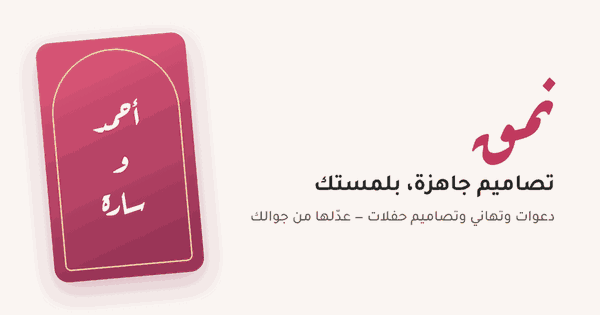 نمق
تصاميم جاهزة، بلمستك
دعوات وتهاني وتصاميم حفلات – عدّلها من جوالك
أحمد
و
سارة